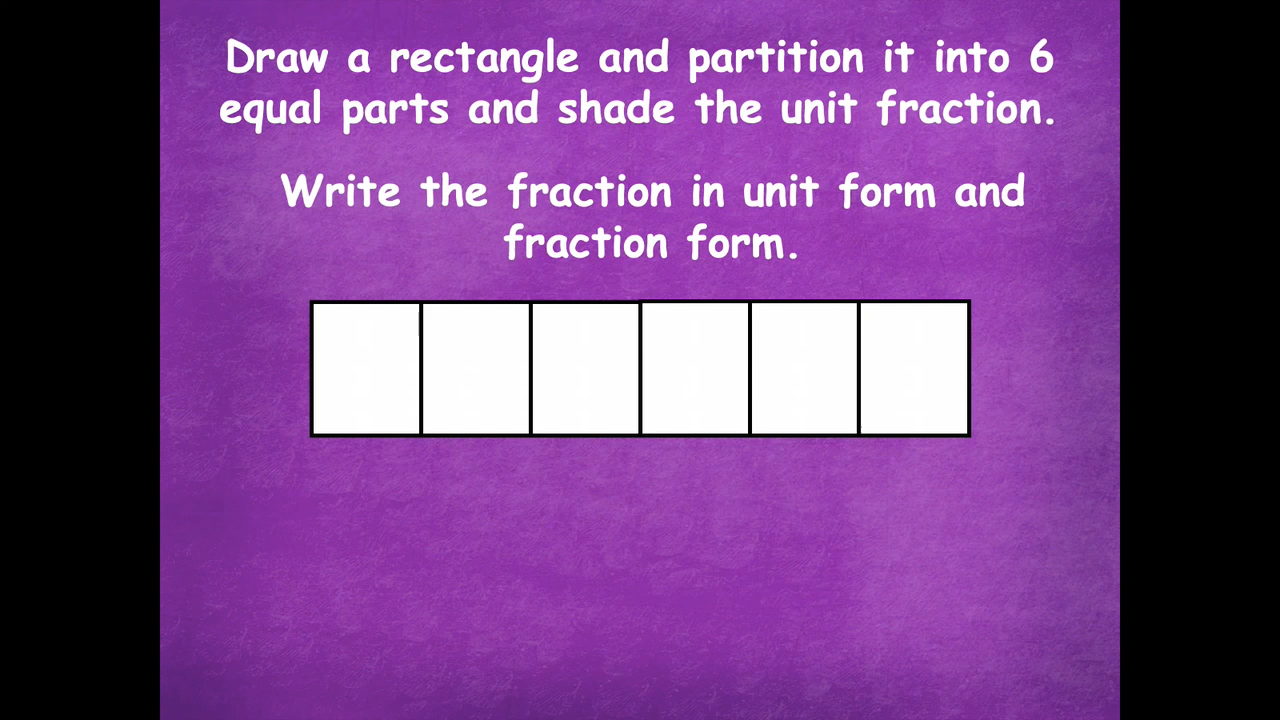 Draw a rectangle and partition it into 6
equal parts and shade the unit fraction.
Write the fraction in unit form and
fraction form.